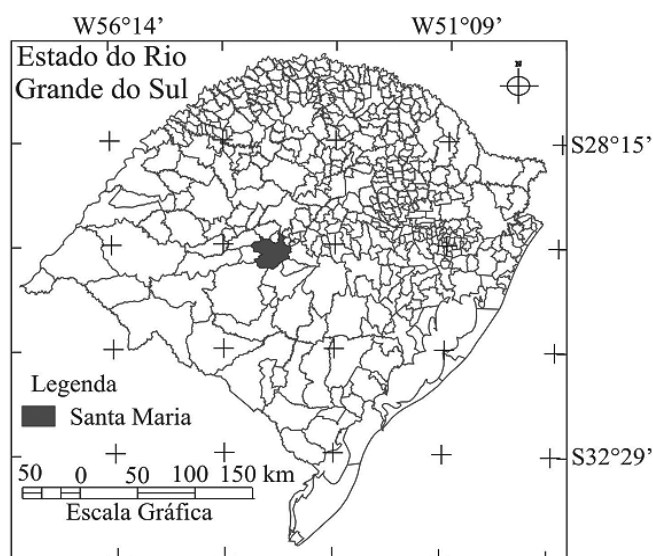 W56°14' W51°09'
Estado do Rio
Grande do Sul
N
S28°15'
Legenda
Santa Maria
S32°29'
50 0 50 100 150 km
Escala Gráfica